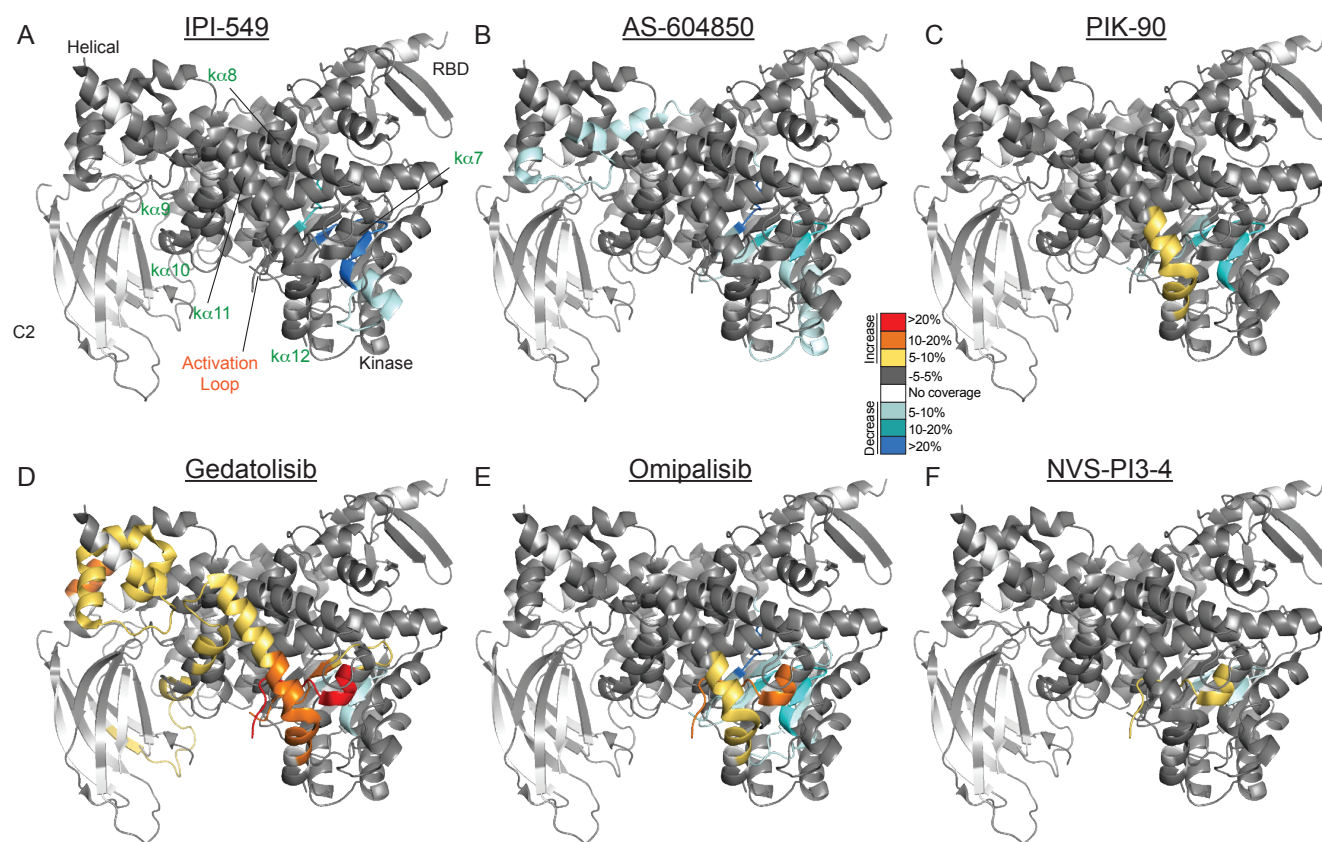 A
IPI-549
B
AS-604850
C
PIK-90
Helical
RBD
kα8
kα7
kα9
kα10
kα11
C2
Activation
Loop
kα12
Kinase
Increase
>20%
10-20%
5-10%
-5-5%
No coverage
Decrease
5-10%
10-20%
>20%
D
Gedatolisib
E
Omipalisib
F
NVS-PI3-4